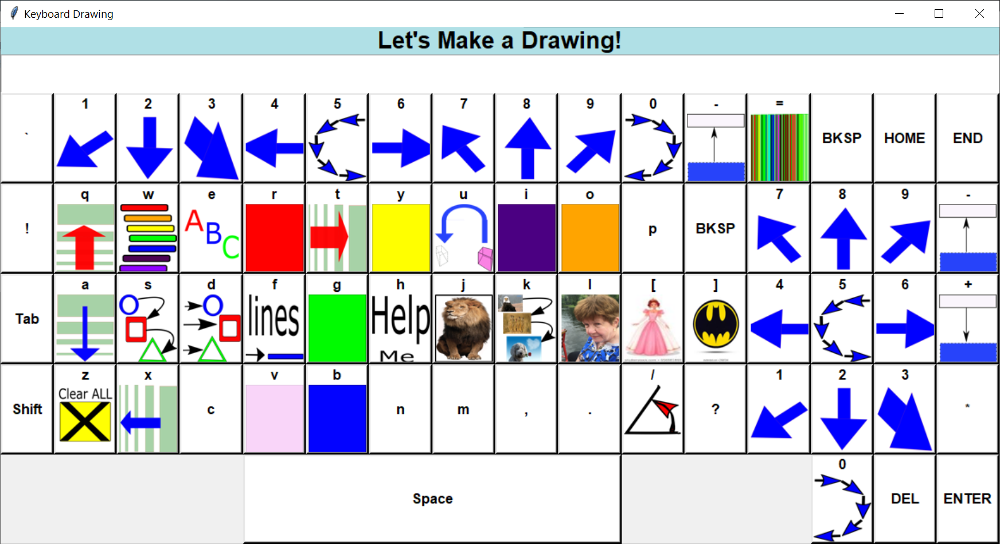 Keyboard Drawing
Let's Make a Drawing!
` 1 2 3 4 5 6 7 8 9 0 - = BKSP HOME END
! q w e r t y u i o p BKSP 7 8 9 -
A B C
Tab a s d f g h j k l [ ] 4 5 6 +
lines Help
Me
Shift z x c v b n m , . / ? 1 2 3 *
Clear ALL
Space 0 DEL ENTER